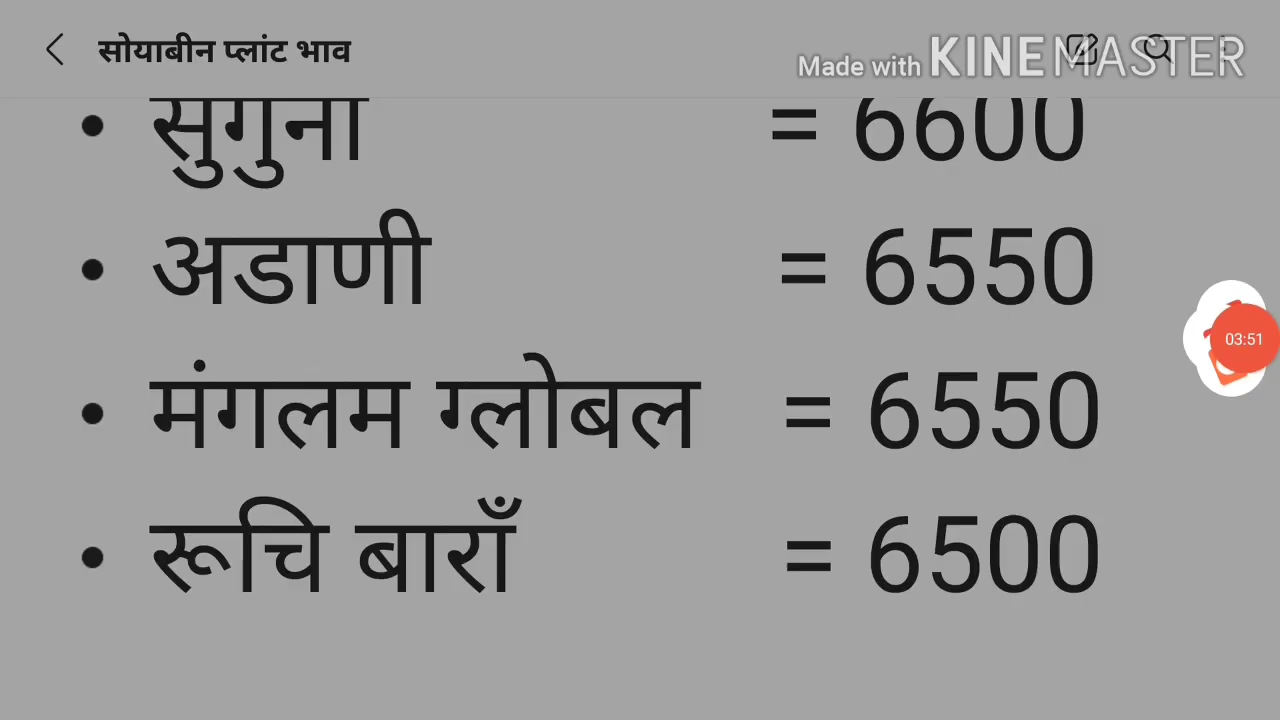 सोयाबीन प्लांट भाव
Made with KINEMASTER
• सुगुना = 6600
• अडाणी = 6550
03:51
• मंगलम ग्लोबल = 6550
• रूचि बाराँ = 6500